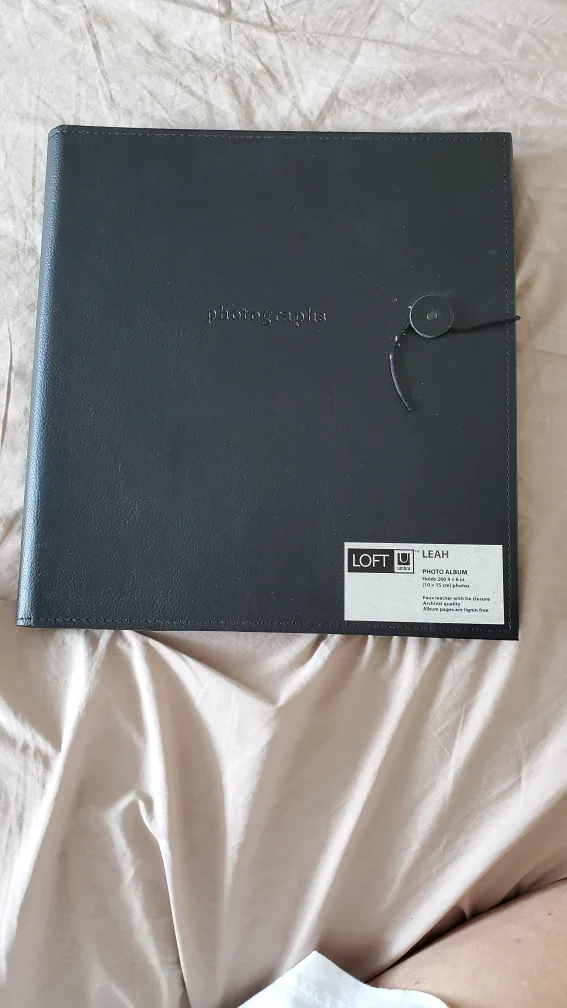 photographs
LOFT umbra™ LEAH
PHOTO ALBUM
Holds 260 4 x 6 in.
(10 x 15 cm) photos
Faux leather with tie closure
Archival quality
Album pages are lignin free